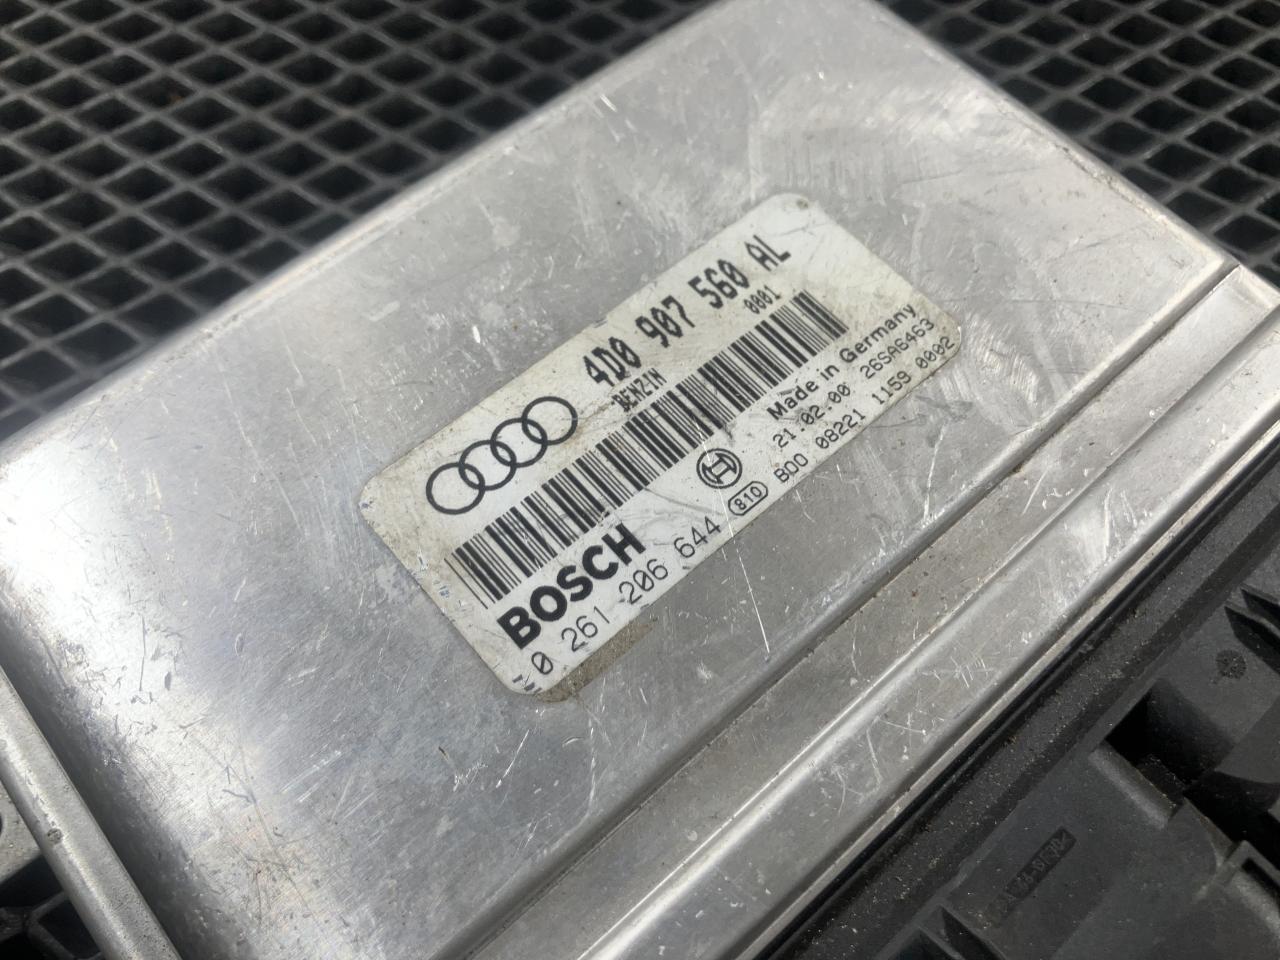 4D0 907 560 AL
BENZIN 0001
Made in Germany
BOSCH 21.02.00 26SA6463
0 261 206 644 810 B00 08221 1159 0002